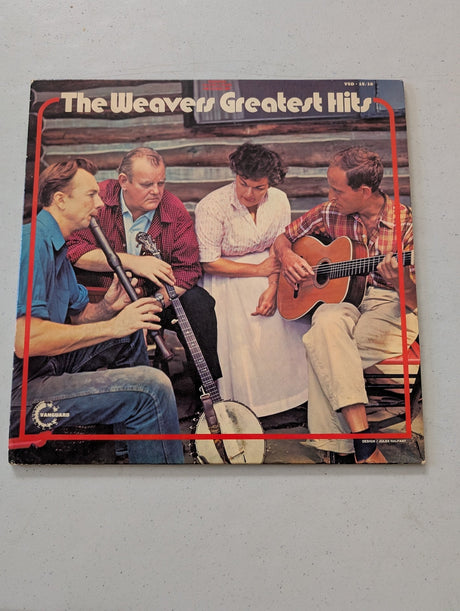 VSD • 15/16
The Weavers Greatest Hits
VANGUARD
DESIGN / JULES HALFANT